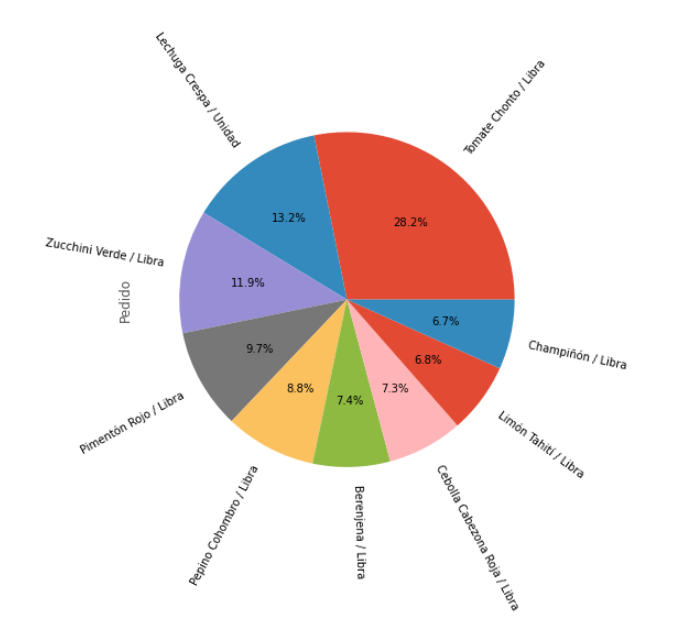 Lechuga Crespa / Unidad
Tomate Chonto / Libra
13.2%
28.2%
Zucchini Verde / Libra
11.9%
Pedido
6.7%
Champiñón / Libra
9.7%
6.8%
8.8%
7.4%
7.3%
Pimentón Rojo / Libra
Limón Tahití / Libra
Pepino Cohombro / Libra
Berenjena / Libra
Cebolla Cabezona Roja / Libra